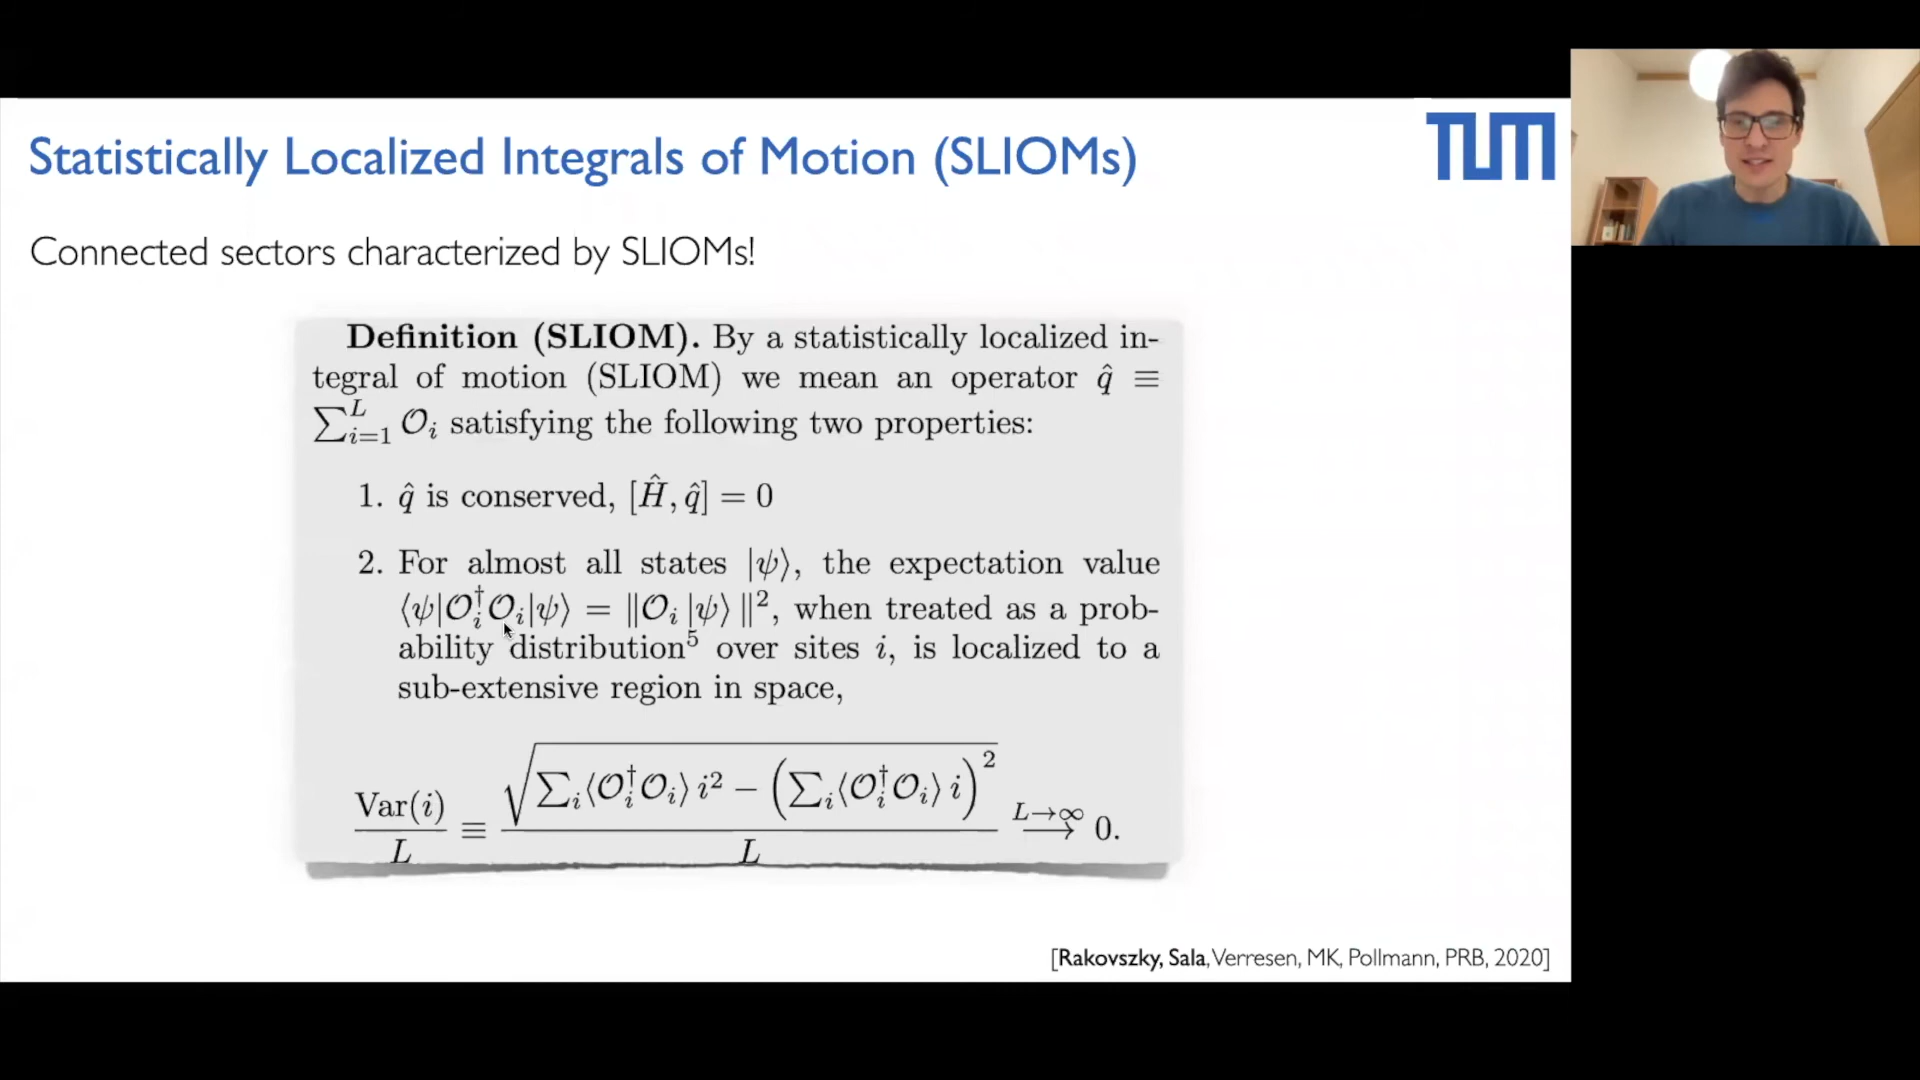 Statistically Localized Integrals of Motion (SLIOMs)
TUM
Connected sectors characterized by SLIOMs!
Definition (SLIOM). By a statistically localized in-
tegral of motion (SLIOM) we mean an operator q̂ ≡
∑_{i=1}^{L} 𝒪_i satisfying the following two properties:
1. q̂ is conserved, [Ĥ, q̂] = 0
2. For almost all states |ψ⟩, the expectation value
⟨ψ|𝒪_i^†𝒪_i|ψ⟩ = ‖𝒪_i |ψ⟩ ‖², when treated as a prob-
ability distribution⁵ over sites i, is localized to a
sub-extensive region in space,
Var(i)/L ≡ √(∑_i⟨𝒪_i^†𝒪_i⟩ i² − (∑_i⟨𝒪_i^†𝒪_i⟩ i)²)/L ⟶^{L→∞} 0.
[Rakovszky, Sala, Verresen, MK, Pollmann, PRB, 2020]